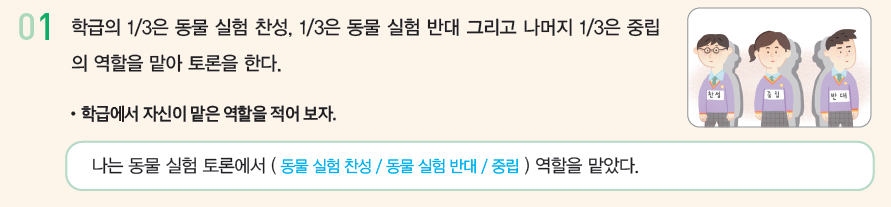 01 학급의 1/3은 동물 실험 찬성, 1/3은 동물 실험 반대 그리고 나머지 1/3은 중립
의 역할을 맡아 토론을 한다.
찬성 중립 반대
• 학급에서 자신이 맡은 역할을 적어 보자.
나는 동물 실험 토론에서 ( 동물 실험 찬성 / 동물 실험 반대 / 중립 ) 역할을 맡았다.